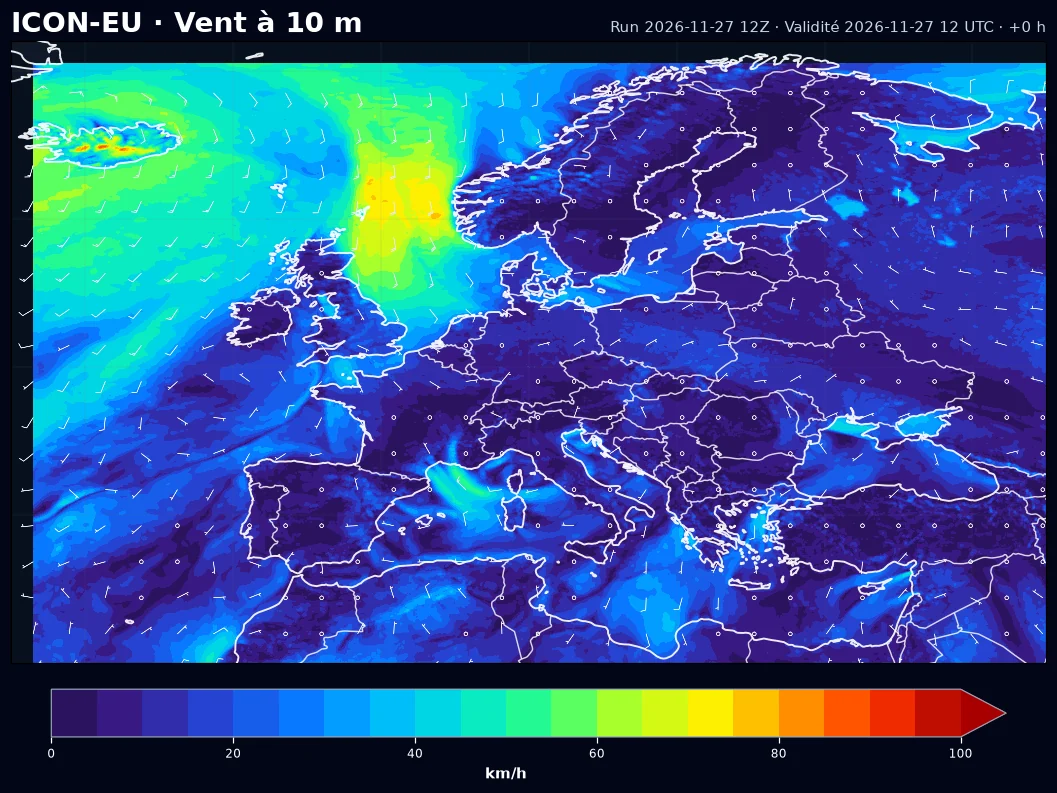 ICON-EU · Vent à 10 m
Run 2026-11-27 12Z · Validité 2026-11-27 12 UTC · +0 h
0 20 40 60 80 100
km/h